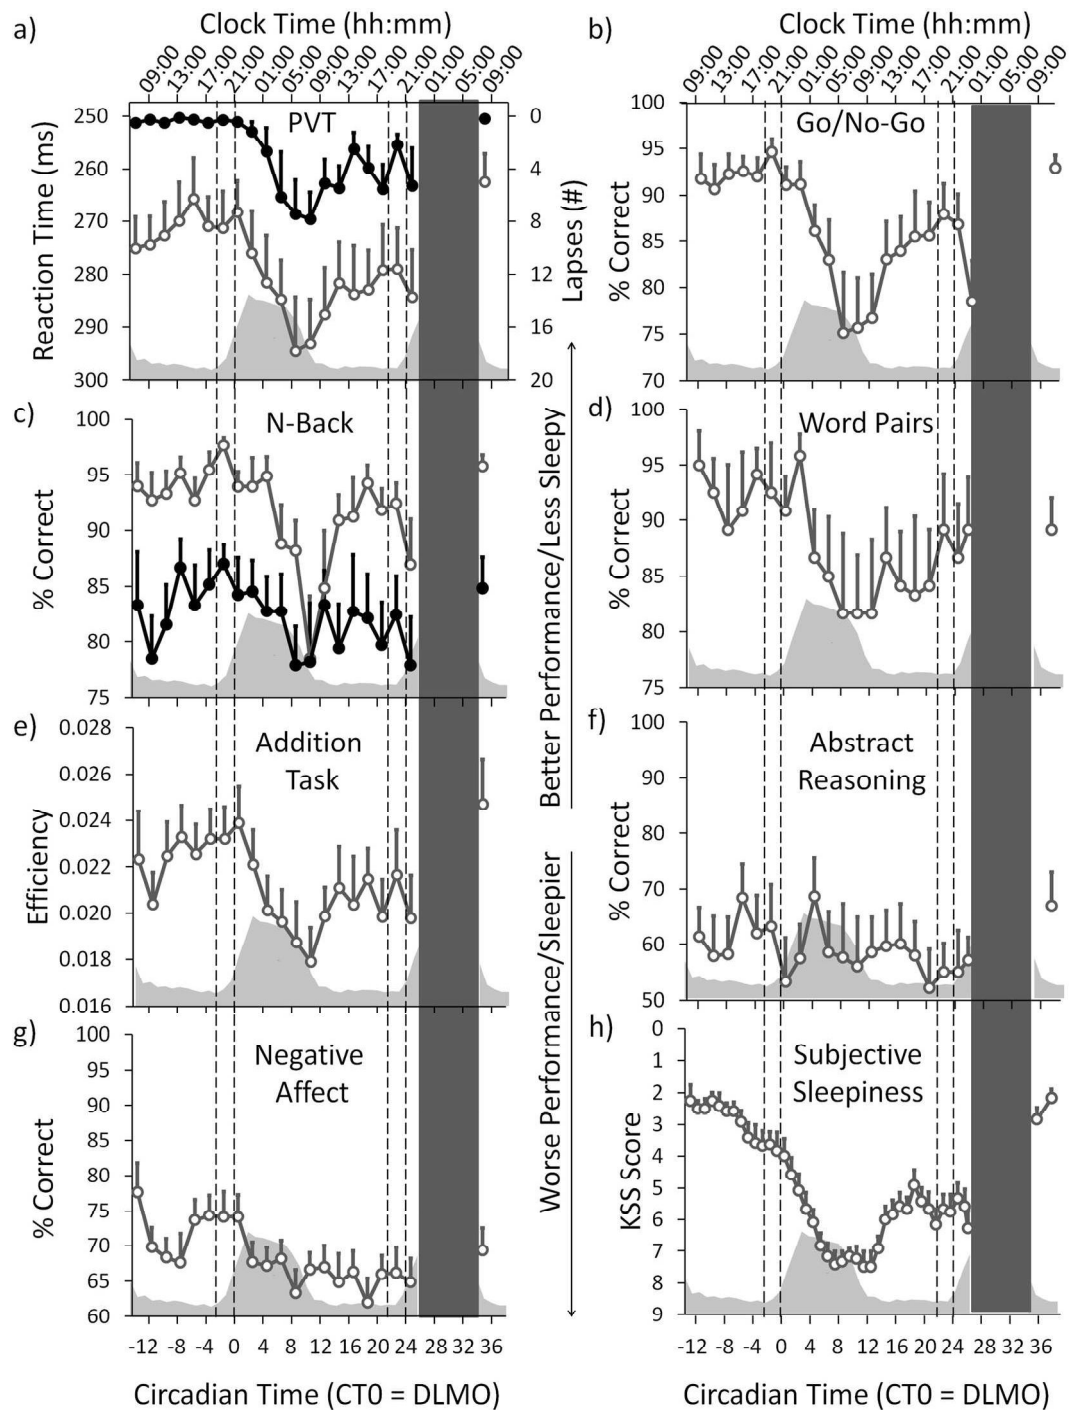 a)
Clock Time (hh:mm)
09:00 13:00 17:00 21:00 01:00 05:00 09:00 13:00 17:00 21:00 01:00 05:00 09:00
PVT
Reaction Time (ms)
250
260
270
280
290
300
Lapses (#)
0
4
8
12
16
20
b)
Clock Time (hh:mm)
09:00 13:00 17:00 21:00 01:00 05:00 09:00 13:00 17:00 21:00 01:00 05:00 09:00
Go/No-Go
% Correct
100
95
90
85
80
75
70
c)
N-Back
% Correct
100
95
90
85
80
75
d)
Word Pairs
% Correct
100
95
90
85
80
75
Better Performance/Less Sleepy
Worse Performance/Sleepier
e)
Addition
Task
Efficiency
0.028
0.026
0.024
0.022
0.020
0.018
0.016
f)
Abstract
Reasoning
% Correct
100
90
80
70
60
50
g)
Negative
Affect
% Correct
100
95
90
85
80
75
70
65
60
-12 -8 -4 0 4 8 12 16 20 24 28 32 36
Circadian Time (CT0 = DLMO)
h)
Subjective
Sleepiness
KSS Score
0
1
2
3
4
5
6
7
8
9
-12 -8 -4 0 4 8 12 16 20 24 28 32 36
Circadian Time (CT0 = DLMO)